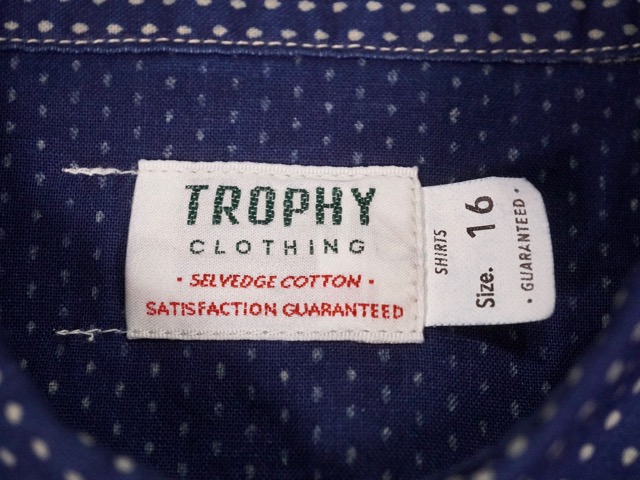 TROPHY
CLOTHING
· SELVEDGE COTTON ·
SATISFACTION GUARANTEED
SHIRTS
Size. 16
· GUARANTEED ·